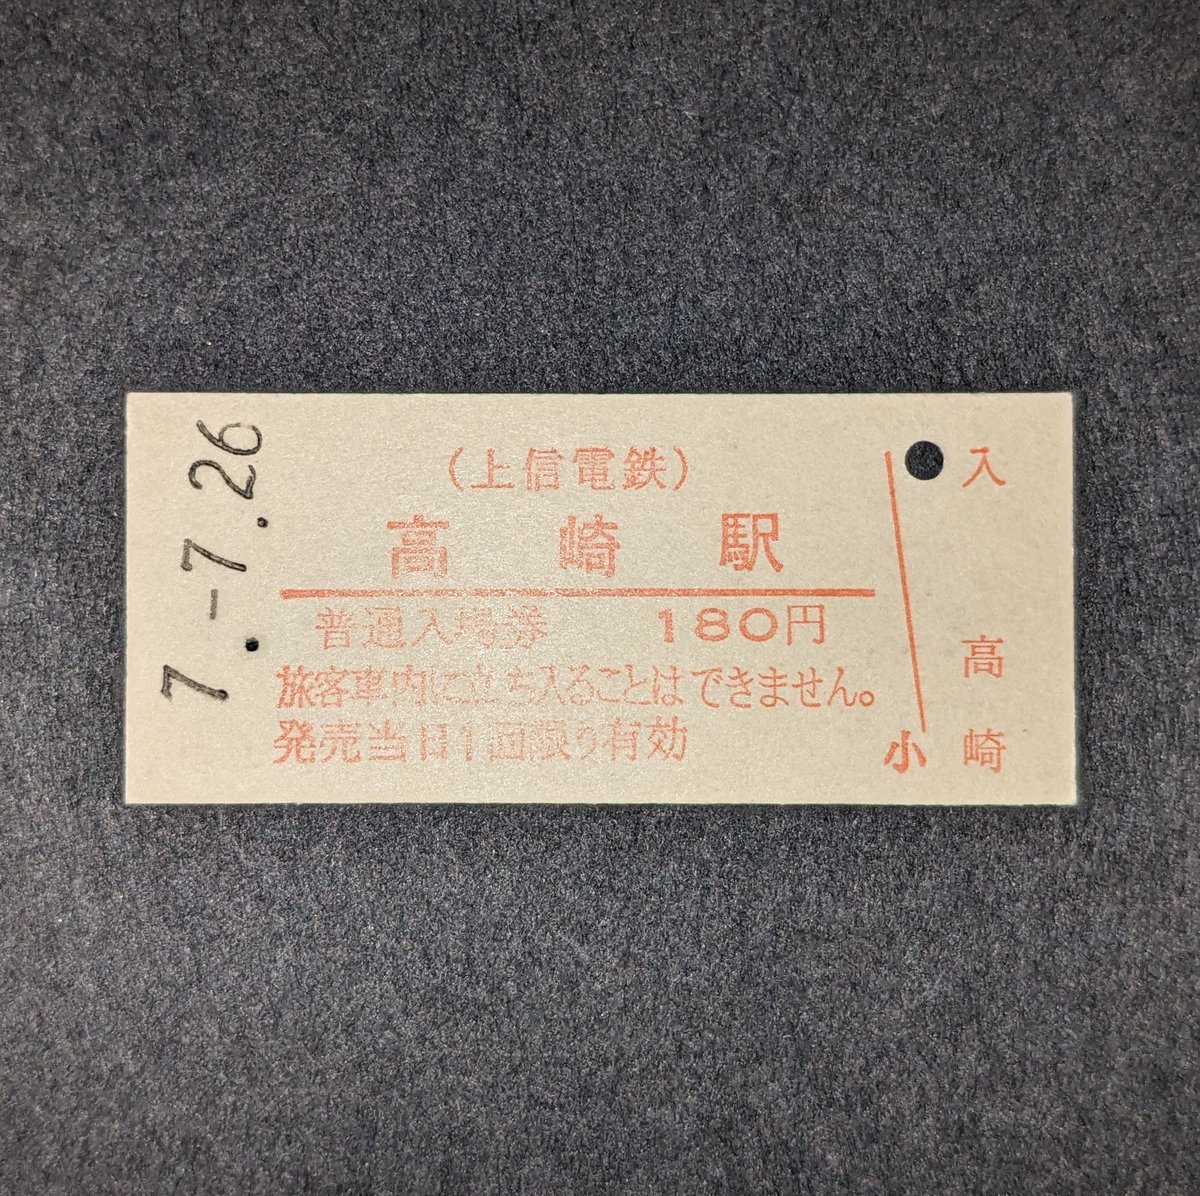 7.-7.26
(上信電鉄)
高崎駅
普通入場券 180円
旅客車内に立ち入ることはできません。
発売当日1回限り有効
小
入
高崎